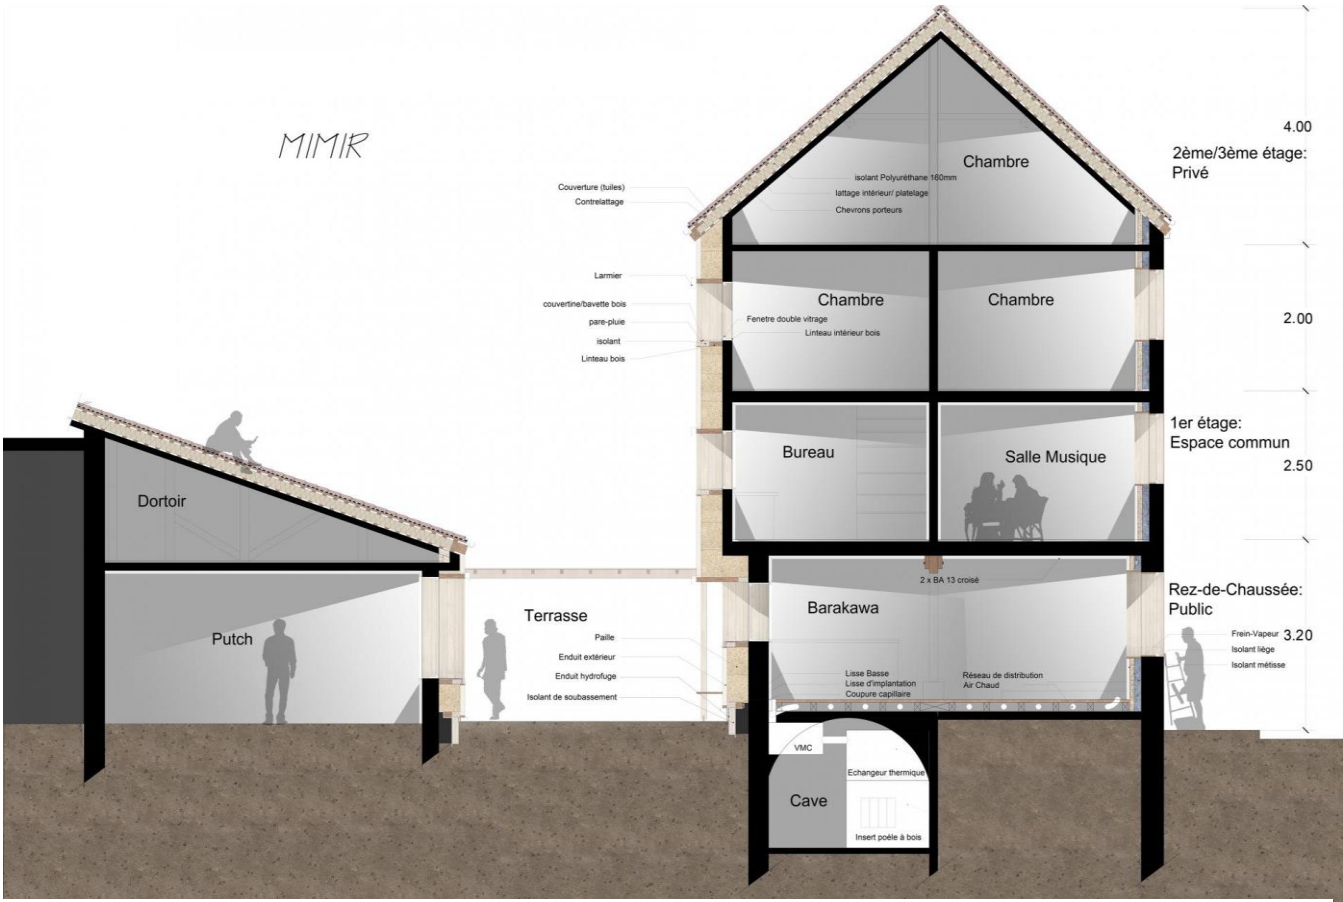 MIMIR
4.00
2ème/3ème étage:
Privé
Chambre
isolant Polyuréthane 160mm
lattage intérieur/ platelage
Chevrons porteurs
Couverture (tuiles)
Contrelattage
Larmier
couvertine/bavette bois
pare-pluie
isolant
Linteau bois
Chambre
Fenetre double vitrage
Linteau intérieur bois
Chambre
2.00
1er étage:
Espace commun
2.50
Bureau
Salle Musique
Dortoir
Putch
Terrasse
Paille
Enduit extérieur
Enduit hydrofuge
Isolant de soubassement
2 x BA 13 croisé
Barakawa
Lisse Basse
Lisse d'implantation
Coupure capillaire
Réseau de distribution
Air Chaud
Rez-de-Chaussée:
Public
3.20
Frein-Vapeur
Isolant liège
Isolant métisse
VMC
Echangeur thermique
Cave
Insert poèle à bois